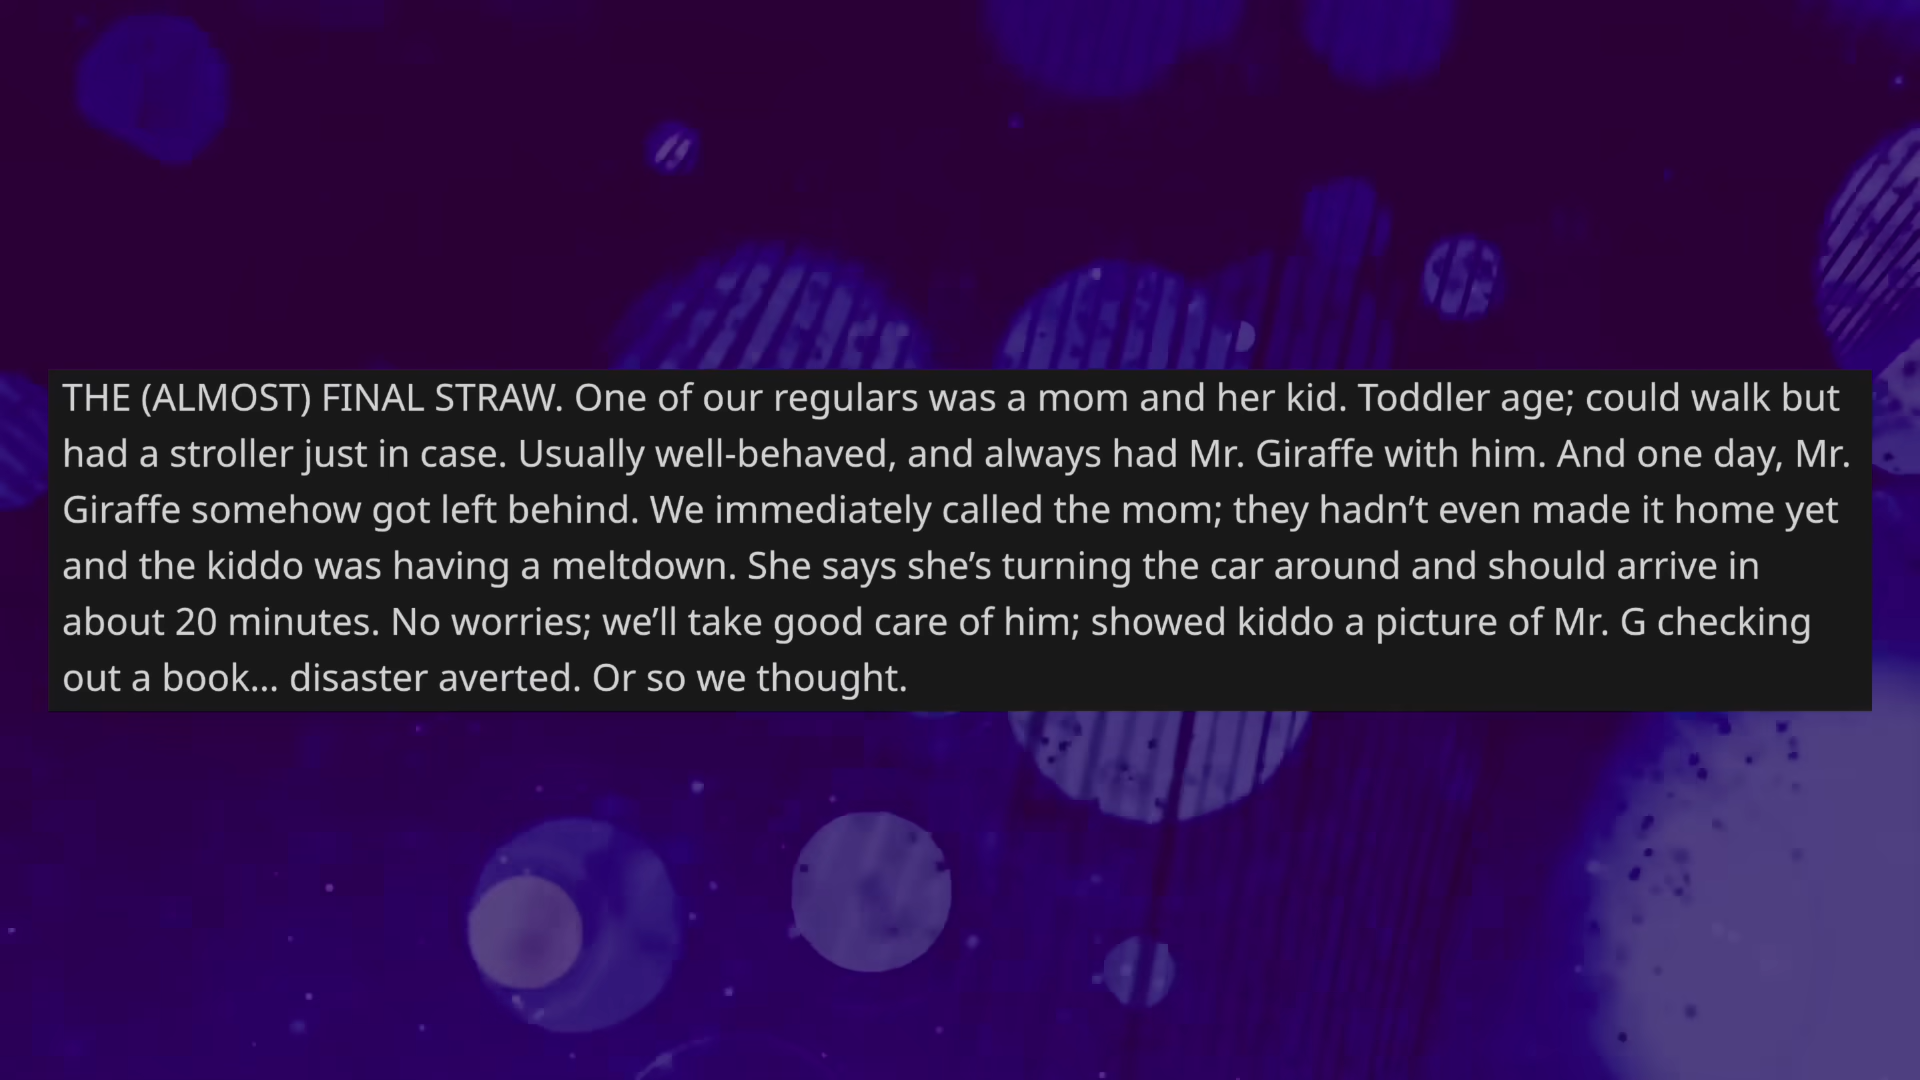 THE (ALMOST) FINAL STRAW. One of our regulars was a mom and her kid. Toddler age; could walk but
had a stroller just in case. Usually well-behaved, and always had Mr. Giraffe with him. And one day, Mr.
Giraffe somehow got left behind. We immediately called the mom; they hadn’t even made it home yet
and the kiddo was having a meltdown. She says she’s turning the car around and should arrive in
about 20 minutes. No worries; we’ll take good care of him; showed kiddo a picture of Mr. G checking
out a book… disaster averted. Or so we thought.